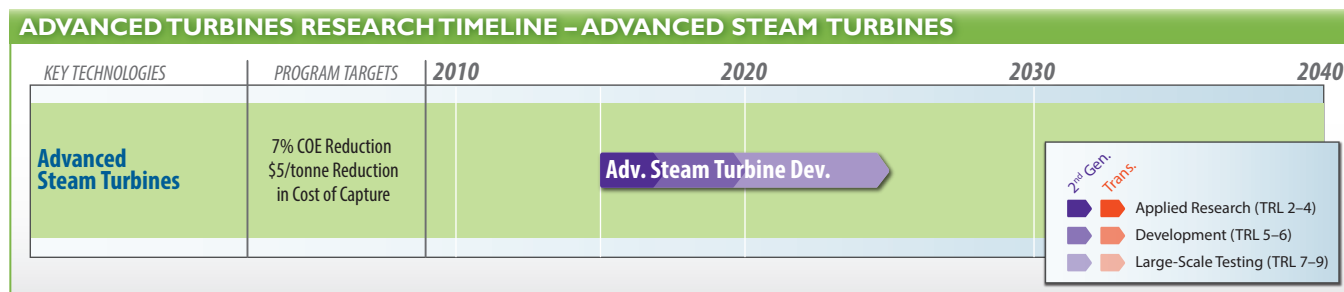 ADVANCED TURBINES RESEARCH TIMELINE – ADVANCED STEAM TURBINES
KEY TECHNOLOGIES PROGRAM TARGETS 2010 2020 2030 2040
Advanced
Steam Turbines
7% COE Reduction
$5/tonne Reduction
in Cost of Capture
Adv. Steam Turbine Dev.
2nd Gen.
Trans.
Applied Research (TRL 2–4)
Development (TRL 5–6)
Large-Scale Testing (TRL 7–9)